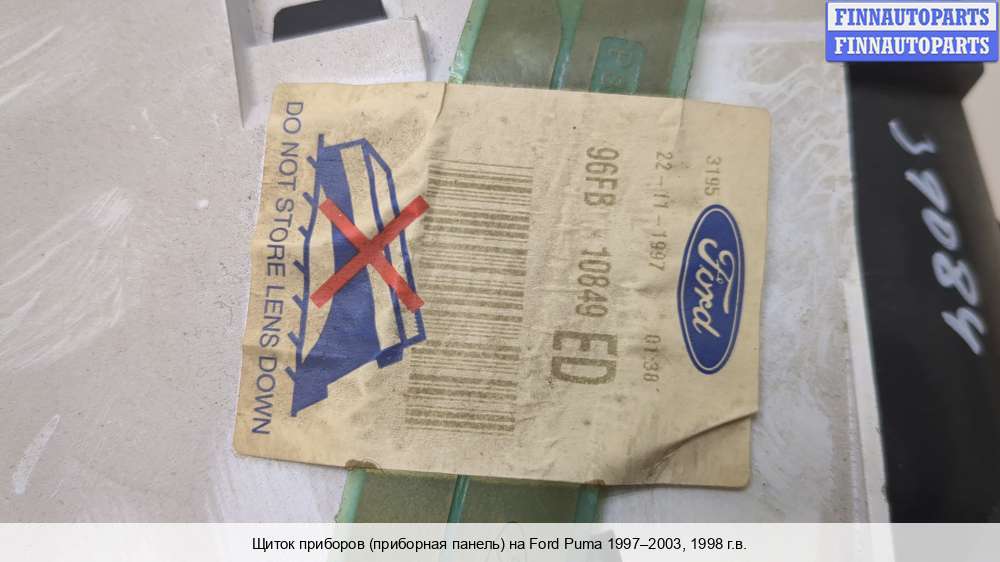 FINNAUTOPARTS
FINNAUTOPARTS
Ford
3195
22-11-1997
96FB 10849 ED
DO NOT STORE LENS DOWN
39084
Щиток приборов (приборная панель) на Ford Puma 1997–2003, 1998 г.в.